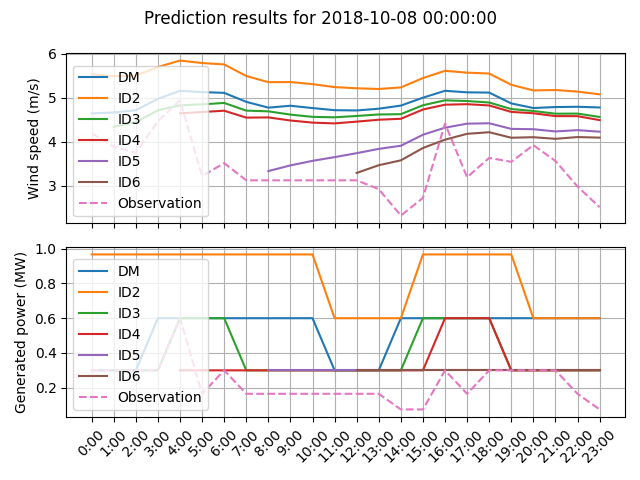 Prediction results for 2018-10-08 00:00:00
Wind speed (m/s)
6
5
4
3
DM
ID2
ID3
ID4
ID5
ID6
Observation
Generated power (MW)
1.0
0.8
0.6
0.4
0.2
DM
ID2
ID3
ID4
ID5
ID6
Observation
0:00
1:00
2:00
3:00
4:00
5:00
6:00
7:00
8:00
9:00
10:00
11:00
12:00
13:00
14:00
15:00
16:00
17:00
18:00
19:00
20:00
21:00
22:00
23:00